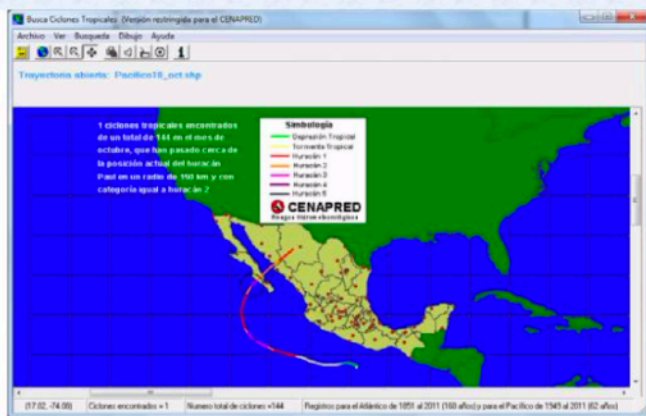 Busca Ciclones Tropicales (Versión restringida para el CENAPRED)
Archivo Ver Busqueda Dibujo Ayuda
Trayectoria abierta: Pacifico18_oct.shp
1 ciclones tropicales encontrados
de un total de 144 en el mes de
octubre, que han pasado cerca de
la posición actual del huracán
Paul en un radio de 150 km y con
categoría igual a huracán 2
Simbología
Depresión Tropical
Tormenta Tropical
Huracán 1
Huracán 2
Huracán 3
Huracán 4
Huracán 5
CENAPRED
Riesgos Hidrometeorológicos
(17.02, -74.08) Ciclones encontrados = 1 Numero total de ciclones =144 Registros para el Atlántico de 1851 al 2011 (160 años) y para el Pacífico de 1949 al 2011 (62 años)